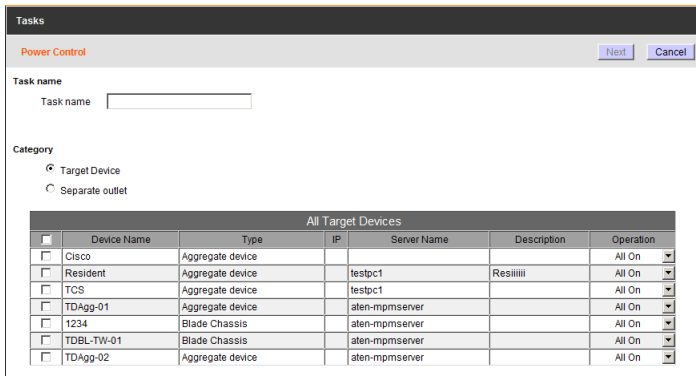 Tasks
Power Control Next Cancel
Task name
Task name
Category
Target Device
Separate outlet
All Target Devices
Device Name Type IP Server Name Description Operation
Cisco Aggregate device All On
Resident Aggregate device testpc1 Resiiiiii All On
TCS Aggregate device testpc1 All On
TDAgg-01 Aggregate device aten-mpmserver All On
1234 Blade Chassis aten-mpmserver All On
TDBL-TW-01 Blade Chassis aten-mpmserver All On
TDAgg-02 Aggregate device aten-mpmserver All On